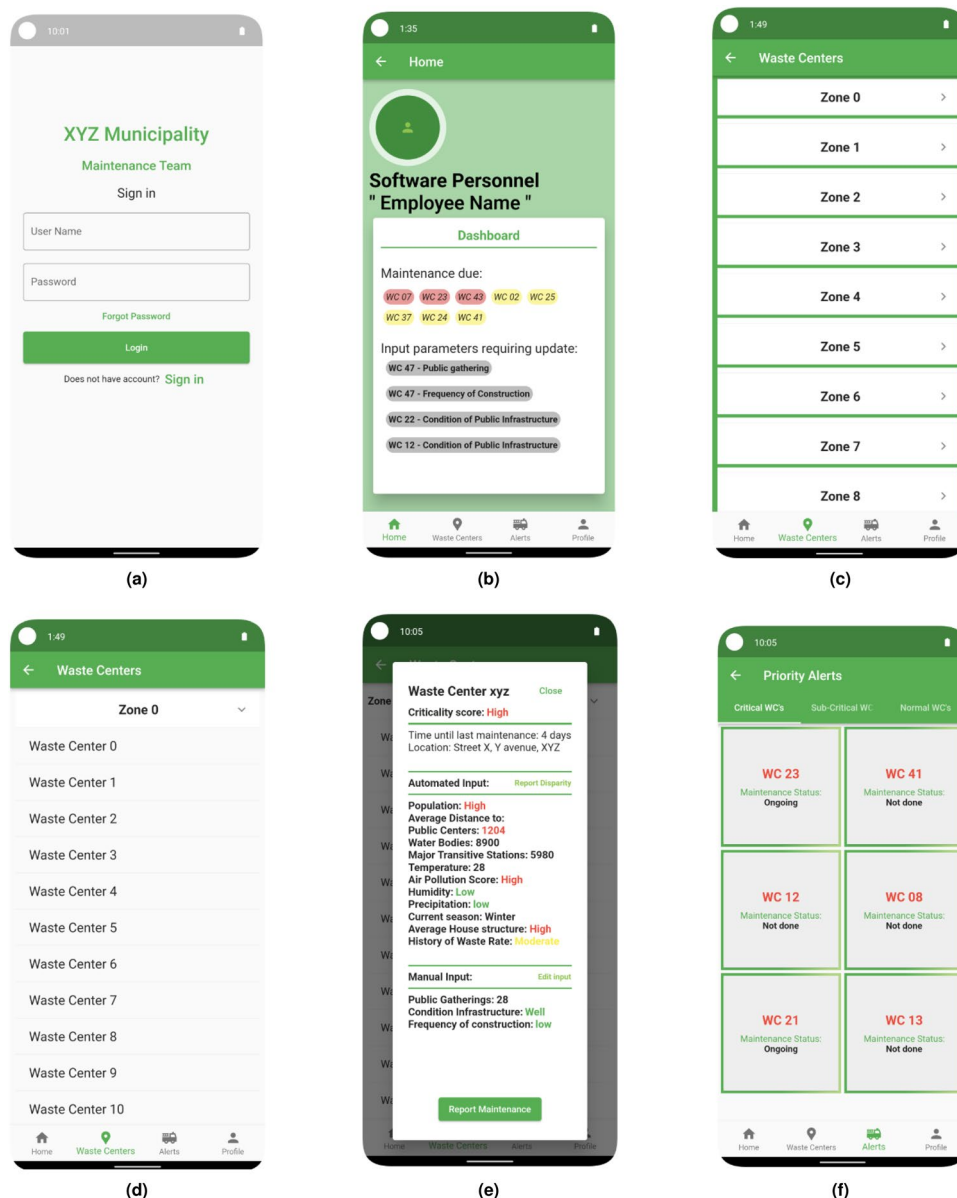 10:01
XYZ Municipality
Maintenance Team
Sign in
User Name
Password
Forgot Password
Login
Does not have account? Sign in
(a)
1:35
Home
Software Personnel
" Employee Name "
Dashboard
Maintenance due:
WC 07 WC 23 WC 43 WC 02 WC 25
WC 37 WC 24 WC 41
Input parameters requiring update:
WC 47 - Public gathering
WC 47 - Frequency of Construction
WC 22 - Condition of Public Infrastructure
WC 12 - Condition of Public Infrastructure
Home Waste Centers Alerts Profile
(b)
1:49
Waste Centers
Zone 0
Zone 1
Zone 2
Zone 3
Zone 4
Zone 5
Zone 6
Zone 7
Zone 8
Home Waste Centers Alerts Profile
(c)
1:49
Waste Centers
Zone 0
Waste Center 0
Waste Center 1
Waste Center 2
Waste Center 3
Waste Center 4
Waste Center 5
Waste Center 6
Waste Center 7
Waste Center 8
Waste Center 9
Waste Center 10
Home Waste Centers Alerts Profile
(d)
10:05
Zone
Waste Center xyz Close
Criticality score: High
Time until last maintenance: 4 days
Location: Street X, Y avenue, XYZ
Automated Input: Report Disparity
Population: High
Average Distance to:
Public Centers: 1204
Water Bodies: 8900
Major Transitive Stations: 5980
Temperature: 28
Air Pollution Score: High
Humidity: Low
Precipitation: low
Current season: Winter
Average House structure: High
History of Waste Rate: Moderate
Manual Input: Edit input
Public Gatherings: 28
Condition Infrastructure: Well
Frequency of construction: low
Report Maintenance
Home Waste Centers Alerts Profile
(e)
10:05
Priority Alerts
Critical WC's Sub-Critical WC Normal WC's
WC 23 WC 41
Maintenance Status: Maintenance Status:
Ongoing Not done
WC 12 WC 08
Maintenance Status: Maintenance Status:
Not done Not done
WC 21 WC 13
Maintenance Status: Maintenance Status:
Ongoing Not done
Home Waste Centers Alerts Profile
(f)